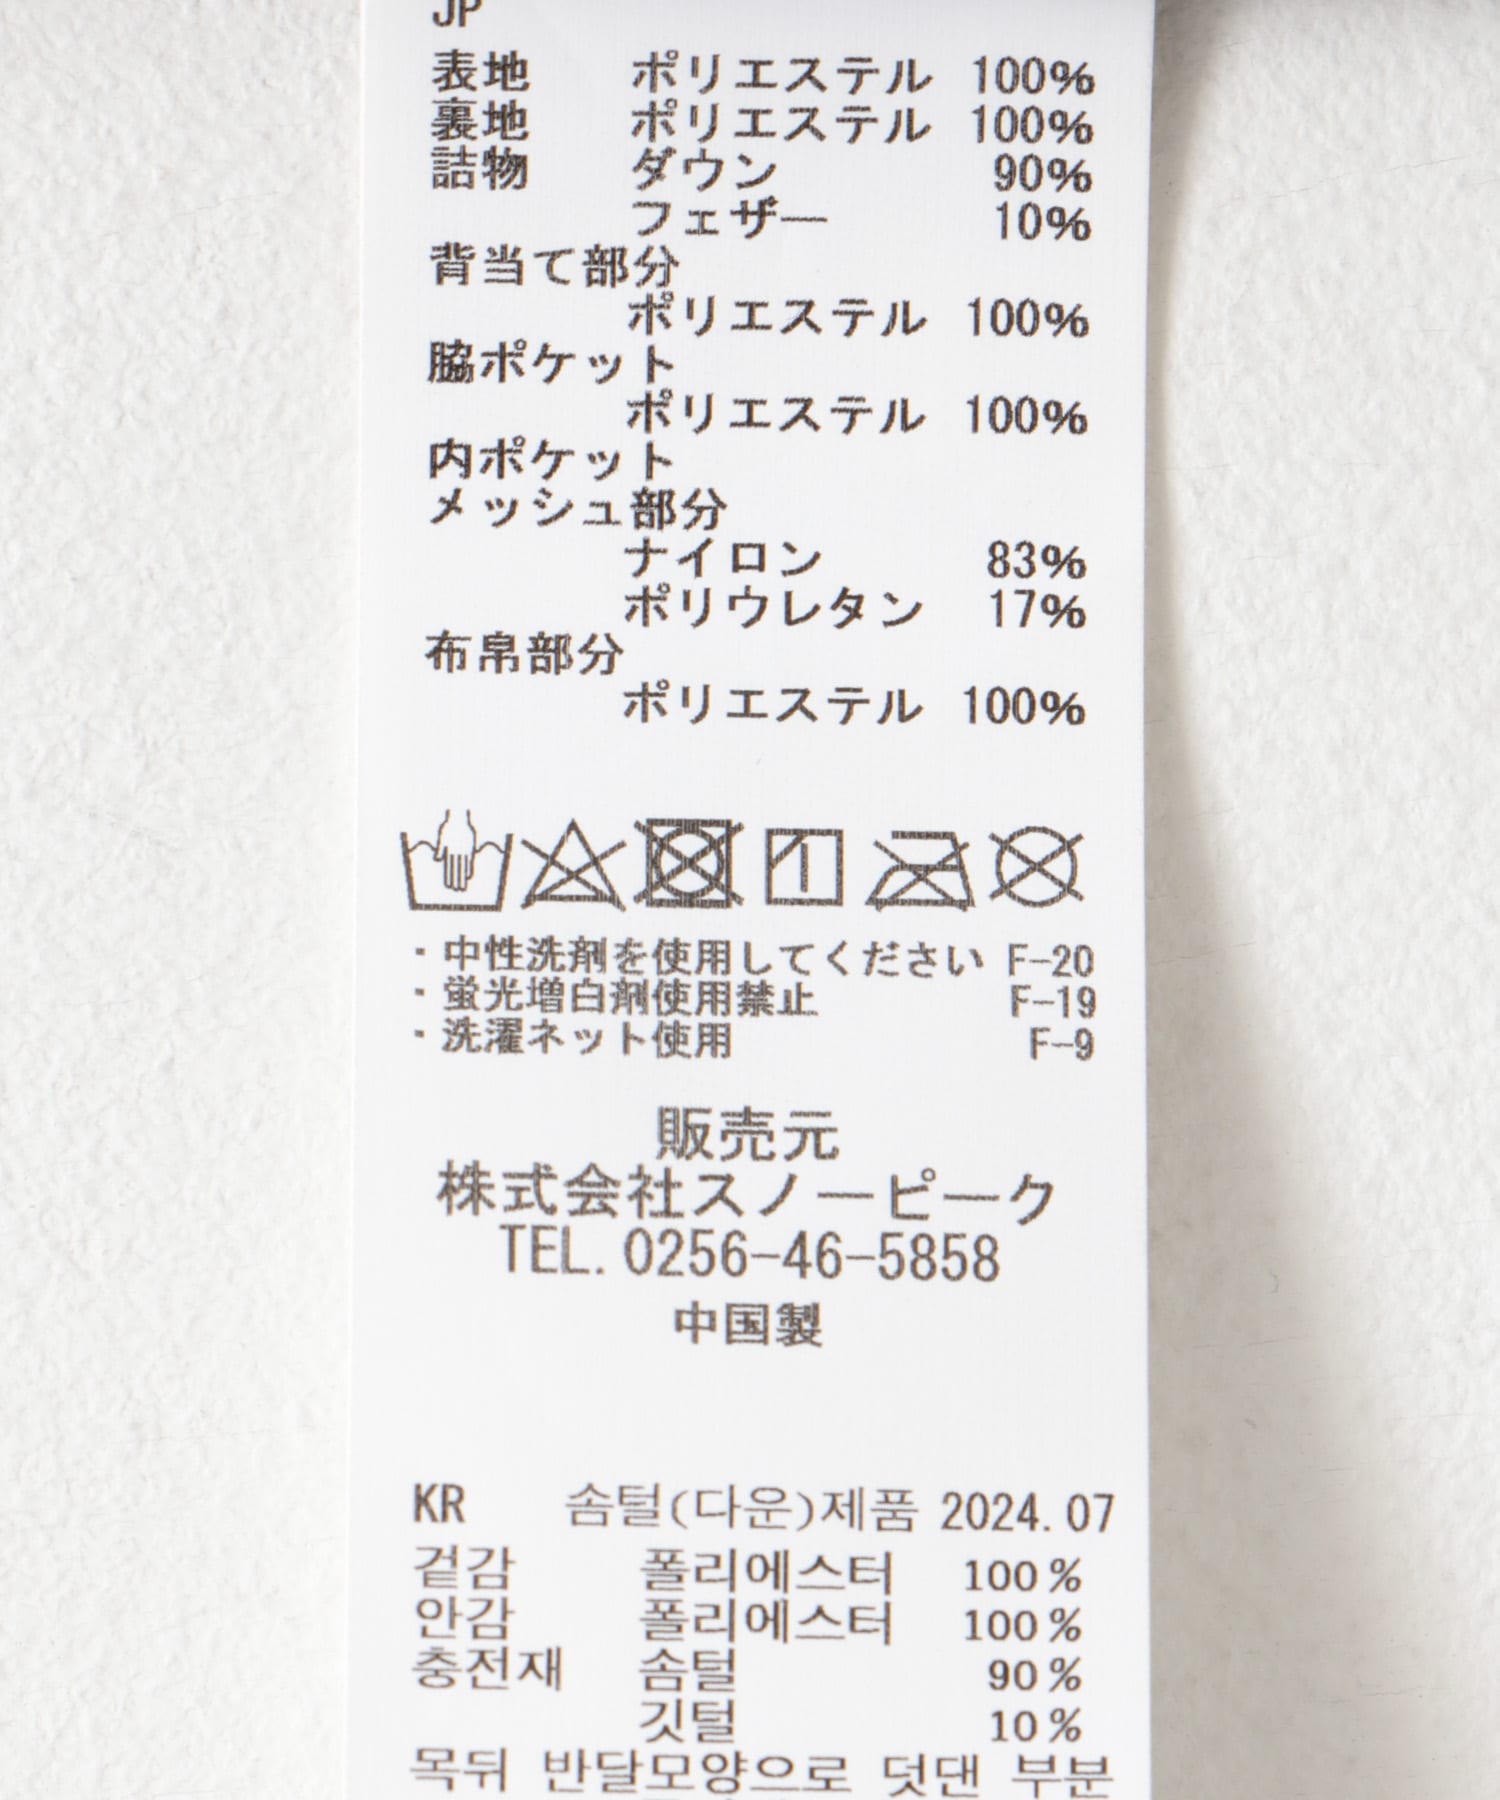 JP
表地 ポリエステル 100%
裏地 ポリエステル 100%
詰物 ダウン 90%
フェザー 10%
背当て部分
ポリエステル 100%
脇ポケット
ポリエステル 100%
内ポケット
メッシュ部分
ナイロン 83%
ポリウレタン 17%
布帛部分
ポリエステル 100%
・中性洗剤を使用してください F-20
・蛍光増白剤使用禁止 F-19
・洗濯ネット使用 F-9
販売元
株式会社スノーピーク
TEL. 0256-46-5858
中国製
KR 솜털(다운)제품 2024.07
겉감 폴리에스터 100%
안감 폴리에스터 100%
충전재 솜털 90%
깃털 10%
목뒤 반달모양으로 덧댄 부분